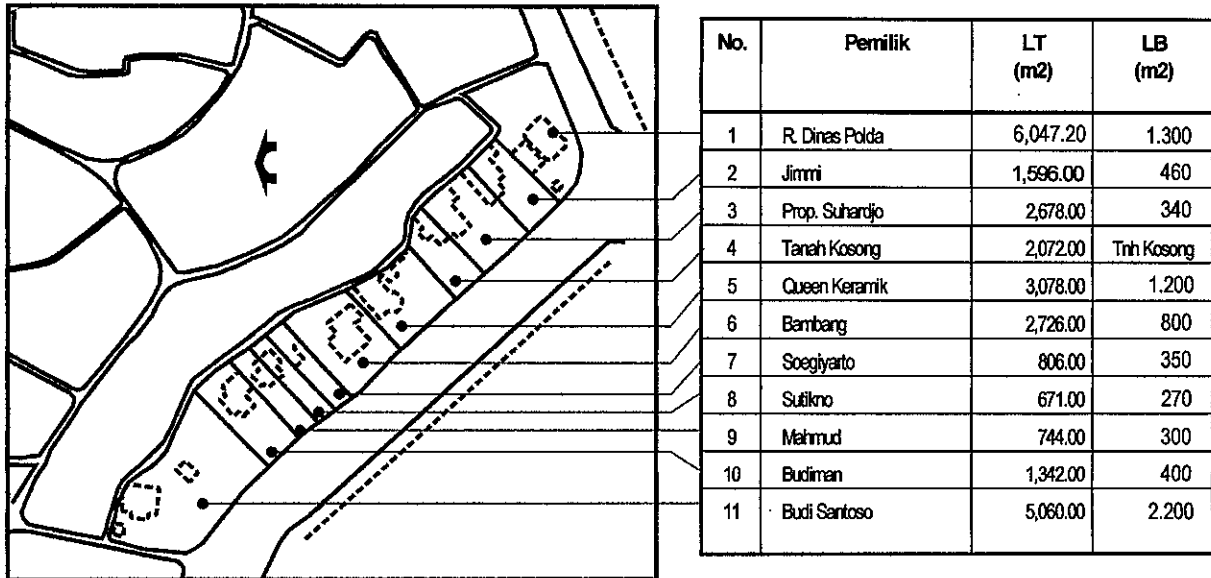 No. Pemilik LT (m2) LB (m2)
1 R. Dinas Polda 6,047.20 1.300
2 Jimmi 1,596.00 460
3 Prop. Suhardjo 2,678.00 340
4 Tanah Kosong 2,072.00 Tnh Kosong
5 Queen Keramik 3,078.00 1.200
6 Bambang 2,726.00 800
7 Soegiyarto 806.00 350
8 Sutikno 671.00 270
9 Mahmud 744.00 300
10 Budiman 1,342.00 400
11 Budi Santoso 5,060.00 2.200